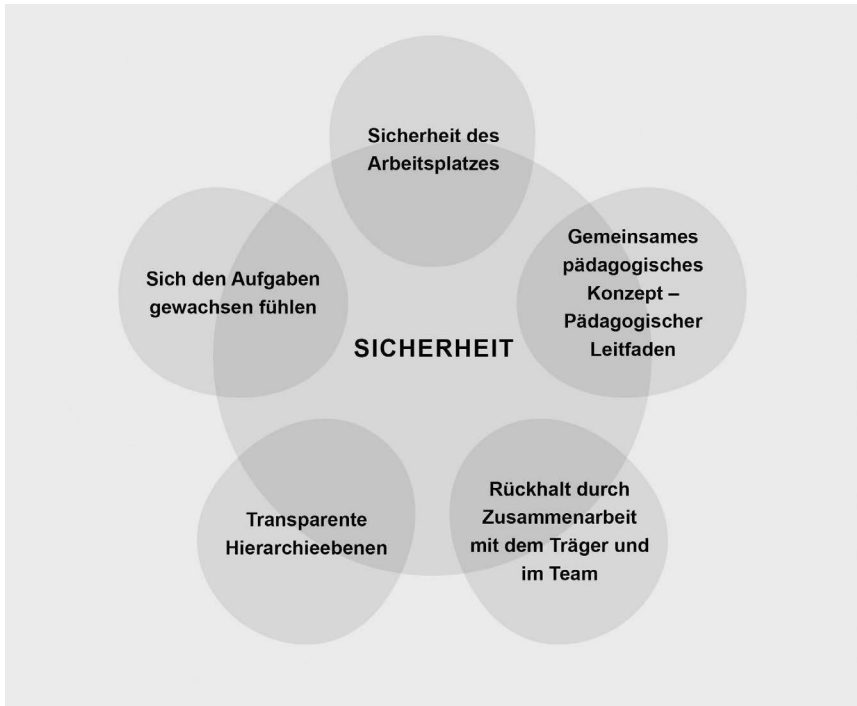 Sicherheit des
Arbeitsplatzes
Gemeinsames
pädagogisches
Konzept –
Pädagogischer
Leitfaden
Sich den Aufgaben
gewachsen fühlen
SICHERHEIT
Rückhalt durch
Zusammenarbeit
mit dem Träger und
im Team
Transparente
Hierarchieebenen